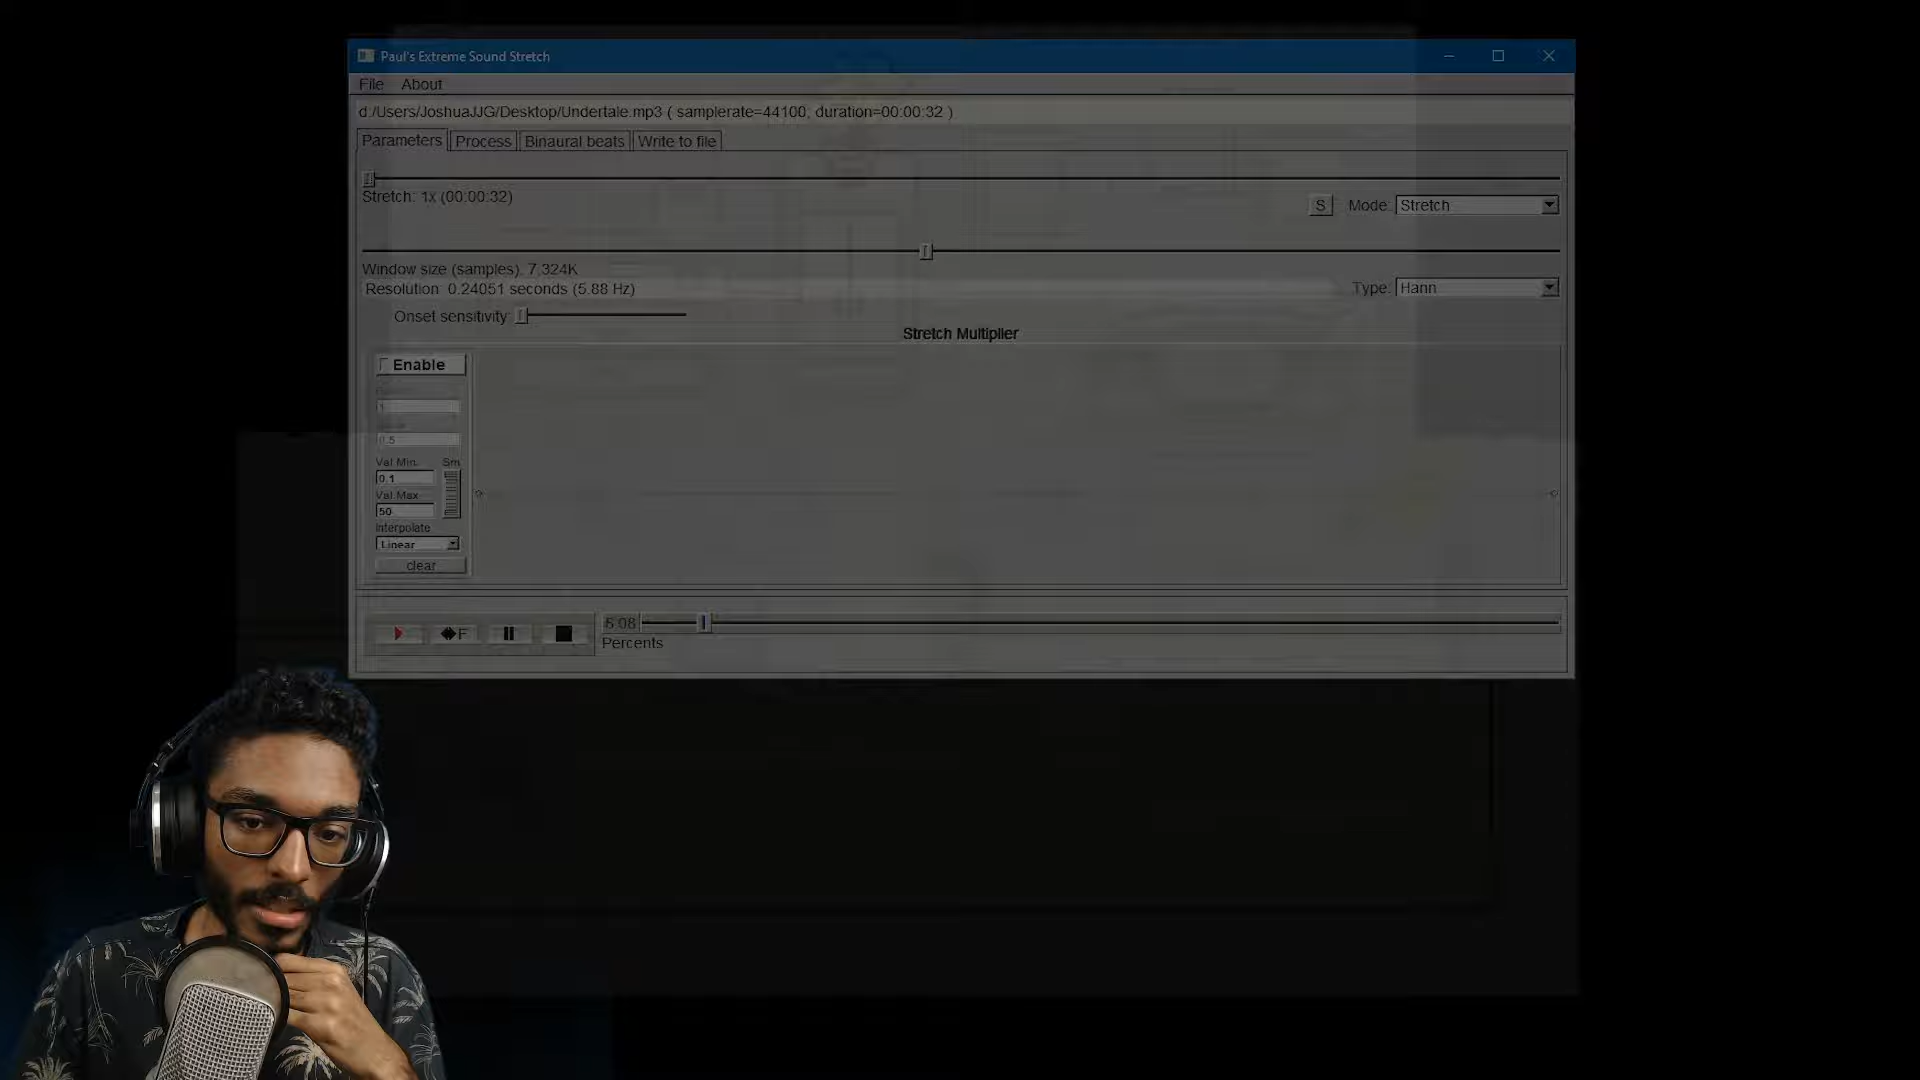 Paul's Extreme Sound Stretch
File About
d:/Users/JoshuaJJG/Desktop/Undertale.mp3 ( samplerate=44100; duration=00:00:32 )
Parameters Process Binaural beats Write to file
Stretch: 1x (00:00:32)
S Mode: Stretch
Window size (samples): 7.324K
Resolution: 0.24051 seconds (5.88 Hz)
Type: Hann
Onset sensitivity
Stretch Multiplier
Enable
Val Min. Sm
0.1
Val.Max
50
Interpolate
Linear
clear
F
Percents